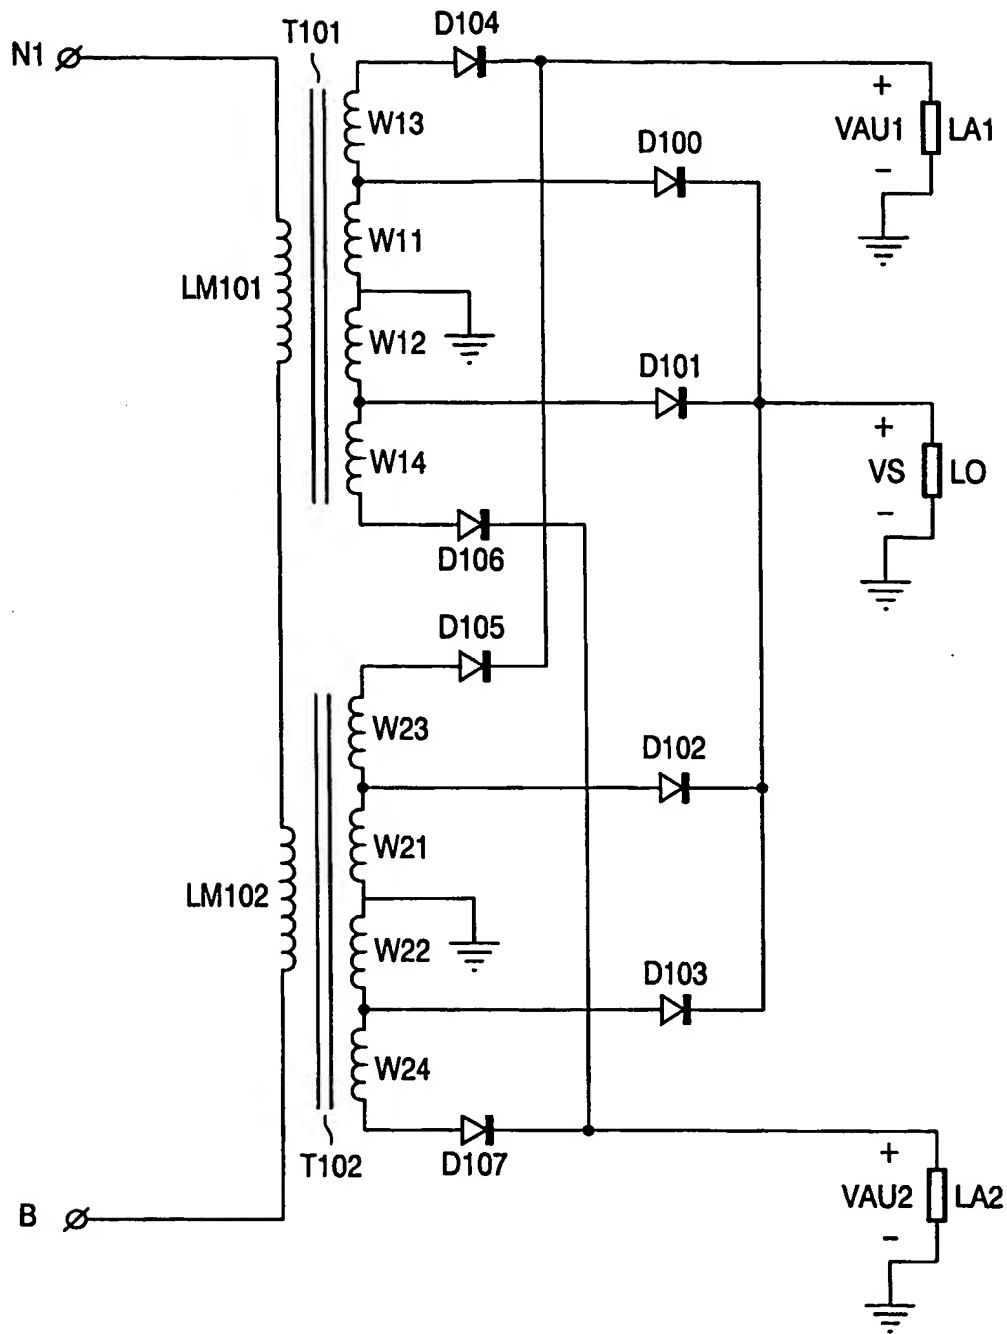 D104
T101
N1
W13
+
VAU1
LA1
-
D100
W11
LM101
W12
D101
+
W14
VS
LO
-
D106
D105
W23
D102
W21
LM102
W22
D103
W24
D107
T102
+
B
VAU2
LA2
-